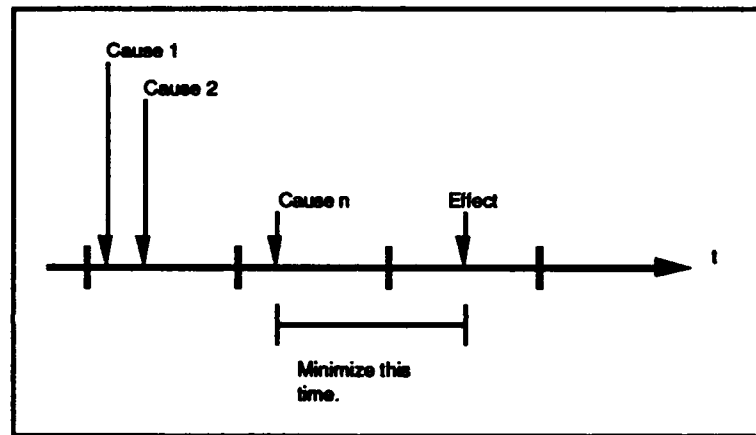 Cause 1
Cause 2
Cause n
Effect
t
Minimize this
time.